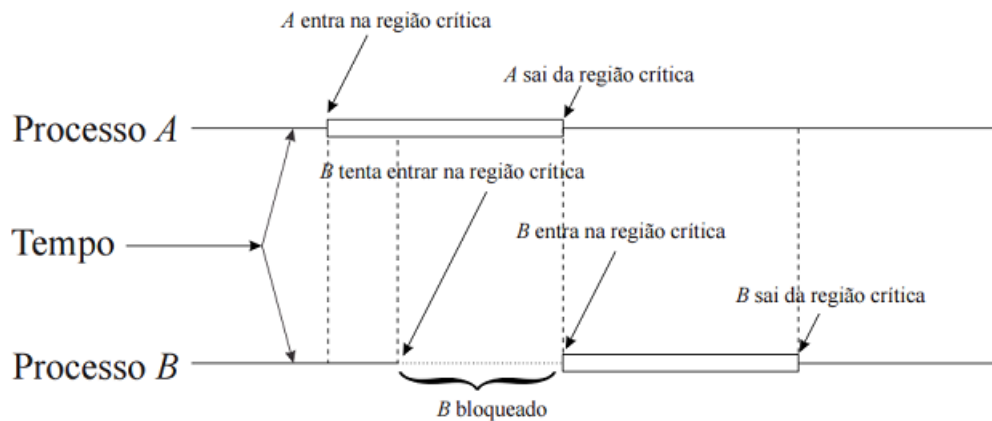 A entra na região crítica
A sai da região crítica
Processo A
B tenta entrar na região crítica
B entra na região crítica
Tempo
B sai da região crítica
Processo B
B bloqueado